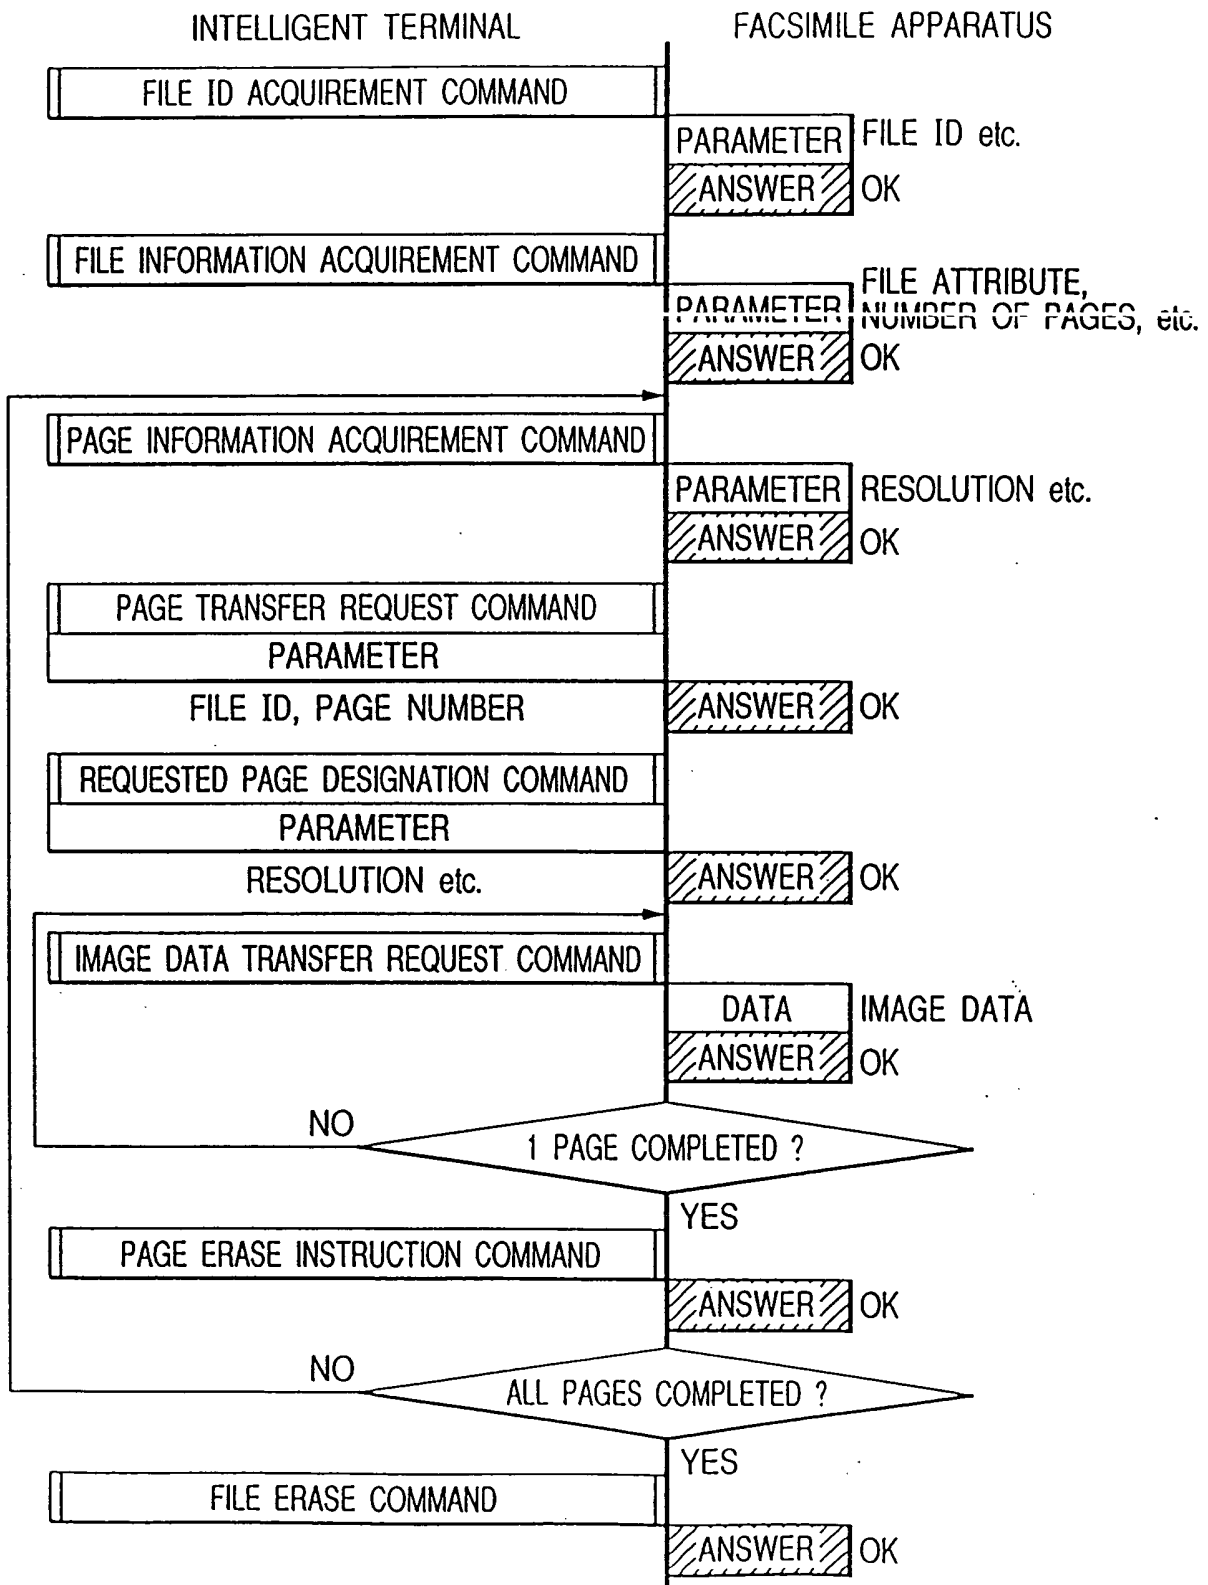 INTELLIGENT TERMINAL
FACSIMILE APPARATUS
FILE ID ACQUIREMENT COMMAND
PARAMETER
FILE ID etc.
ANSWER
OK
FILE INFORMATION ACQUIREMENT COMMAND
FILE ATTRIBUTE,
PARAMETER
NUMBER OF PAGES, etc.
ANSWER
OK
PAGE INFORMATION ACQUIREMENT COMMAND
PARAMETER
RESOLUTION etc.
ANSWER
OK
PAGE TRANSFER REQUEST COMMAND
PARAMETER
FILE ID, PAGE NUMBER
ANSWER
OK
REQUESTED PAGE DESIGNATION COMMAND
PARAMETER
RESOLUTION etc.
ANSWER
OK
IMAGE DATA TRANSFER REQUEST COMMAND
DATA
IMAGE DATA
ANSWER
OK
NO
1 PAGE COMPLETED ?
YES
PAGE ERASE INSTRUCTION COMMAND
ANSWER
OK
NO
ALL PAGES COMPLETED ?
YES
FILE ERASE COMMAND
ANSWER
OK